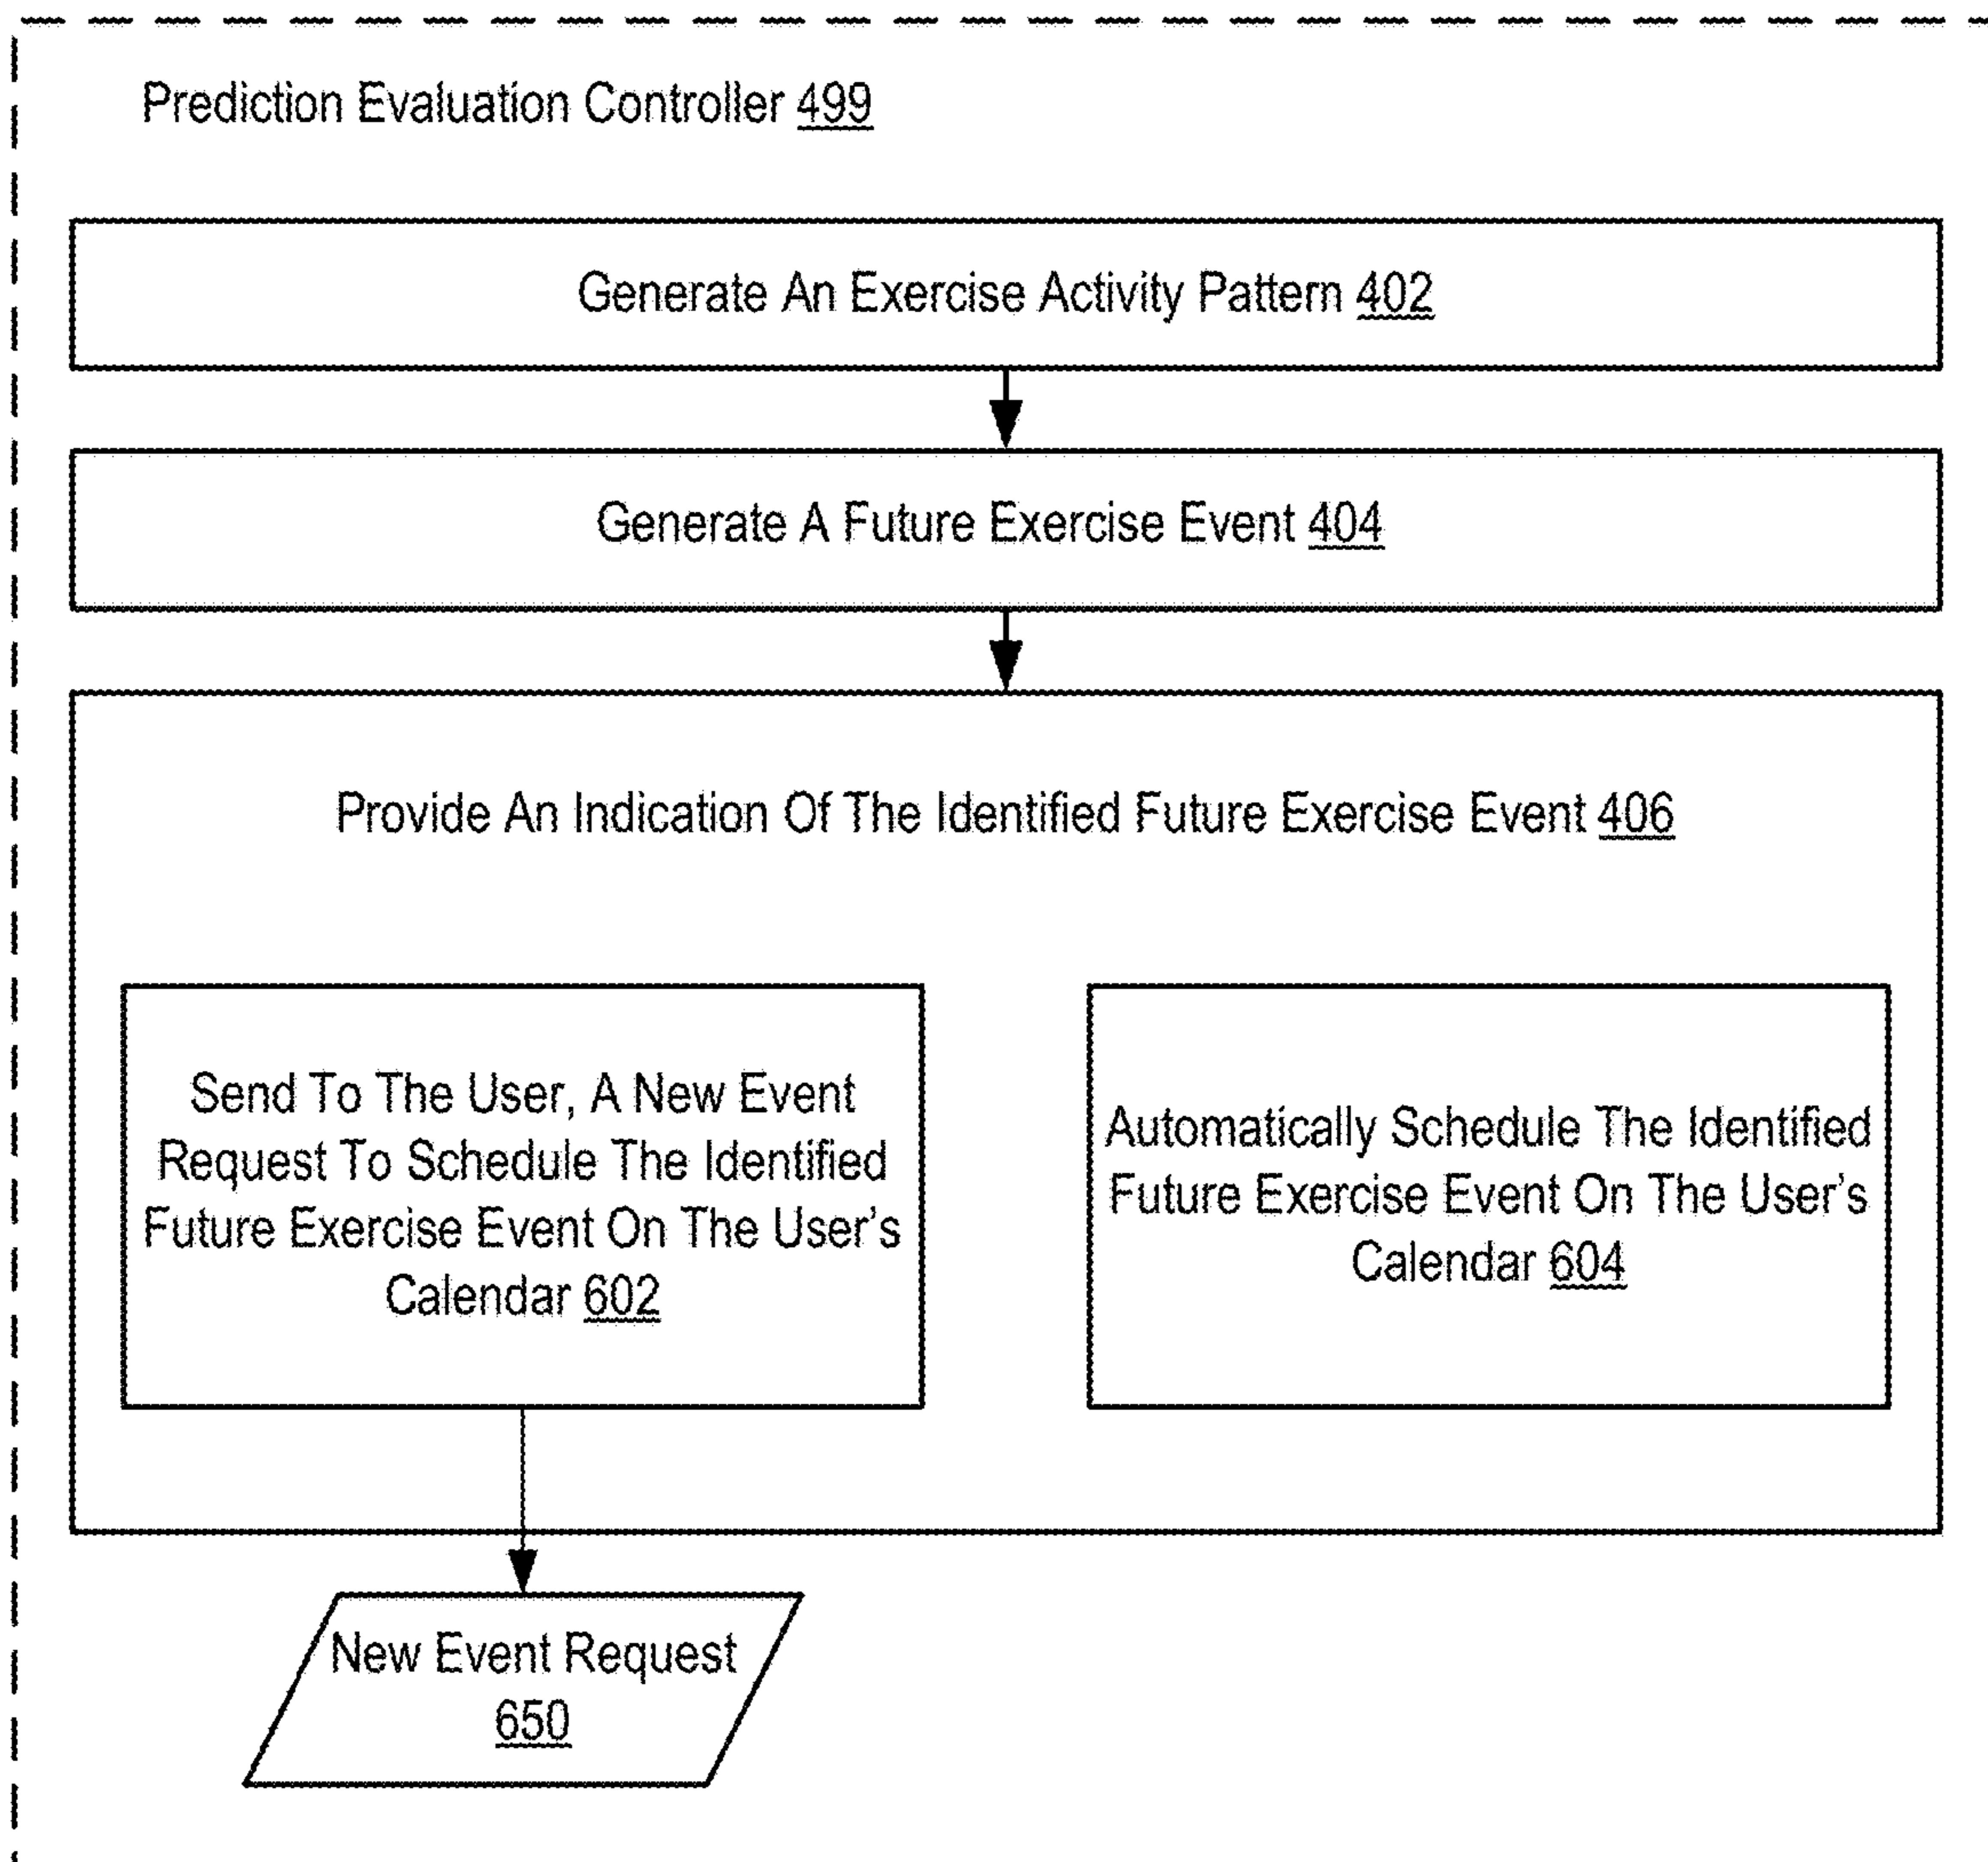 Prediction Evaluation Controller 499
Generate An Exercise Activity Pattern 402
Generate A Future Exercise Event 404
Provide An Indication Of The Identified Future Exercise Event 406
Send To The User, A New Event
Request To Schedule The Identified
Future Exercise Event On The User's
Calendar 602
Automatically Schedule The Identified
Future Exercise Event On The User's
Calendar 604
New Event Request
650